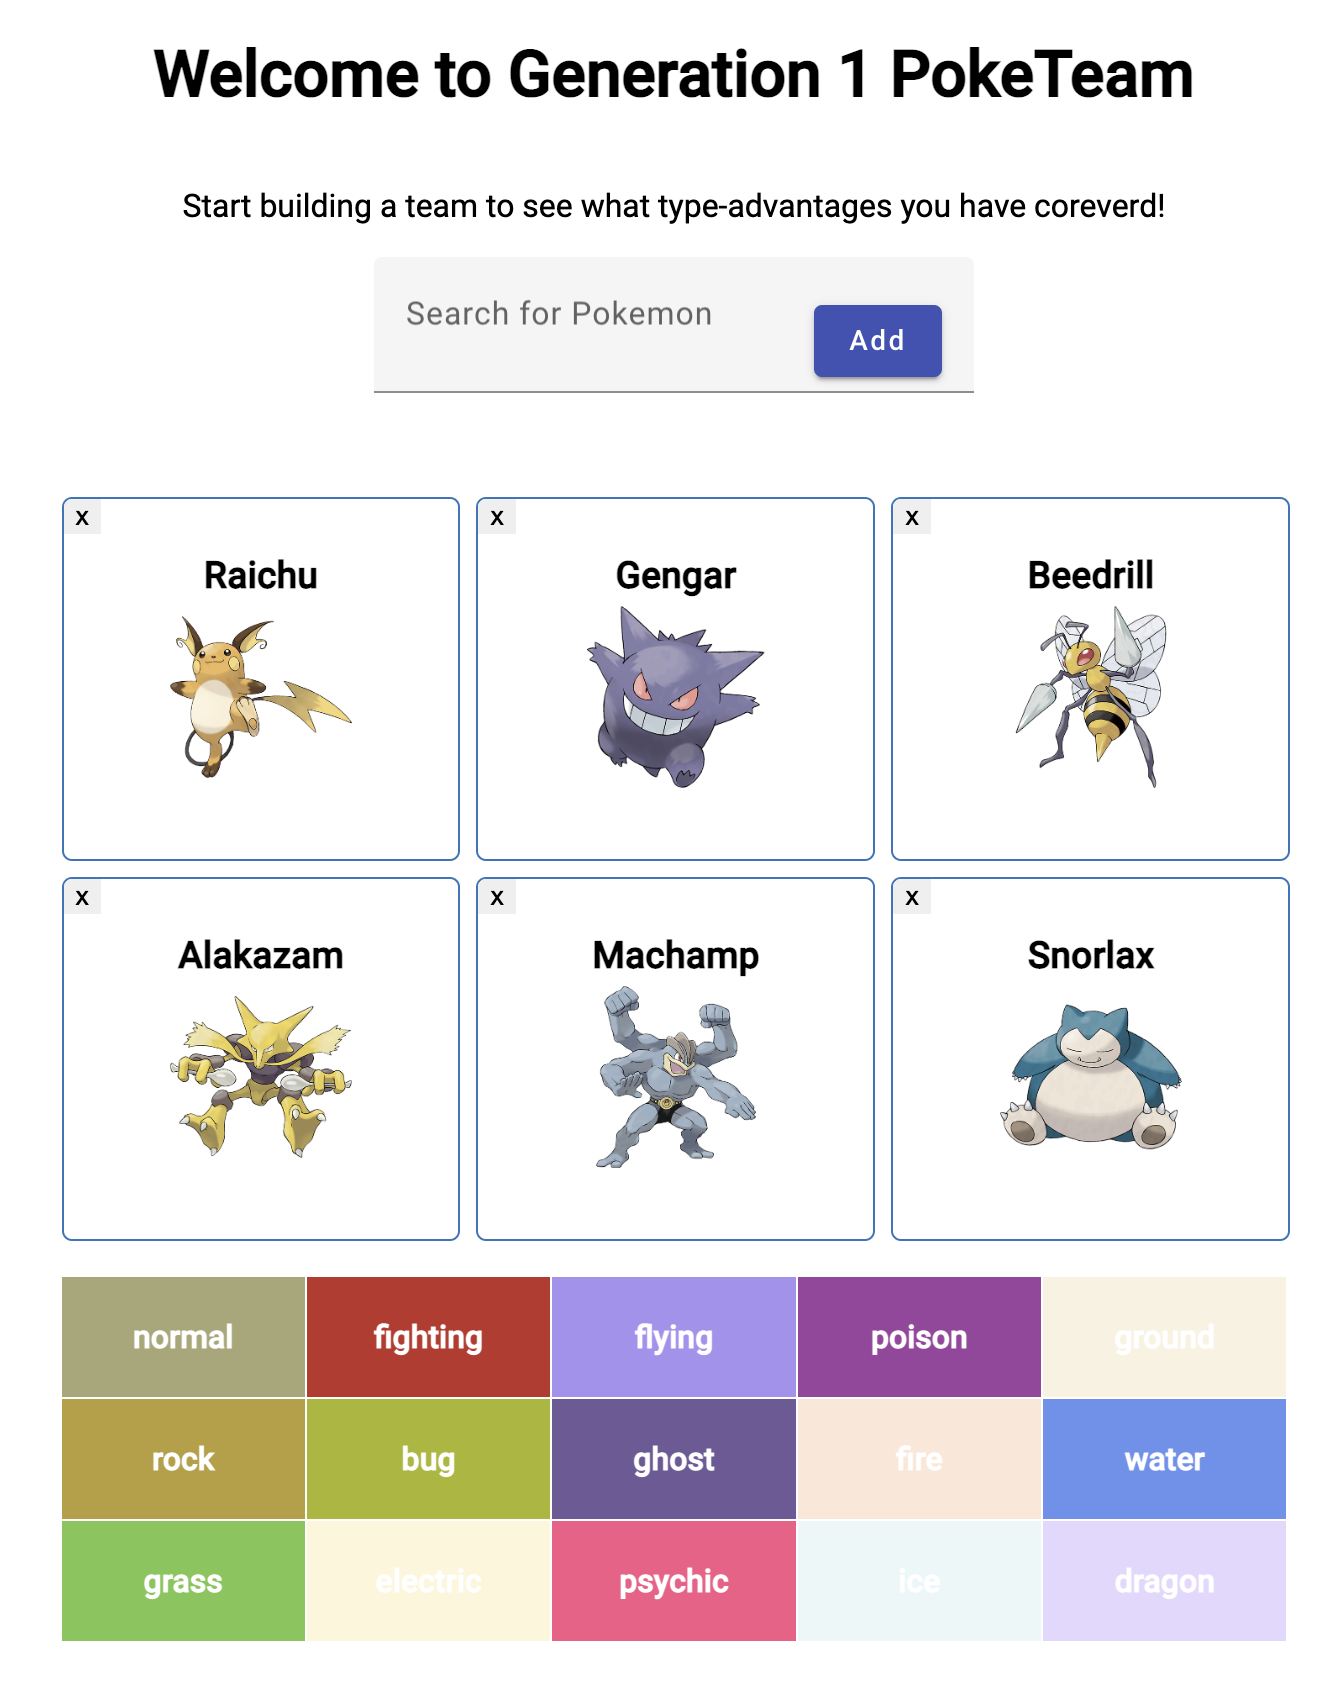 Welcome to Generation 1 PokeTeam
Start building a team to see what type-advantages you have coreverd!
Search for Pokemon
Add
x
x
x
Raichu
Gengar
Beedrill
x
x
x
Alakazam
Machamp
Snorlax
normal
fighting
flying
poison
ground
rock
bug
ghost
fire
water
grass
electric
psychic
ice
dragon